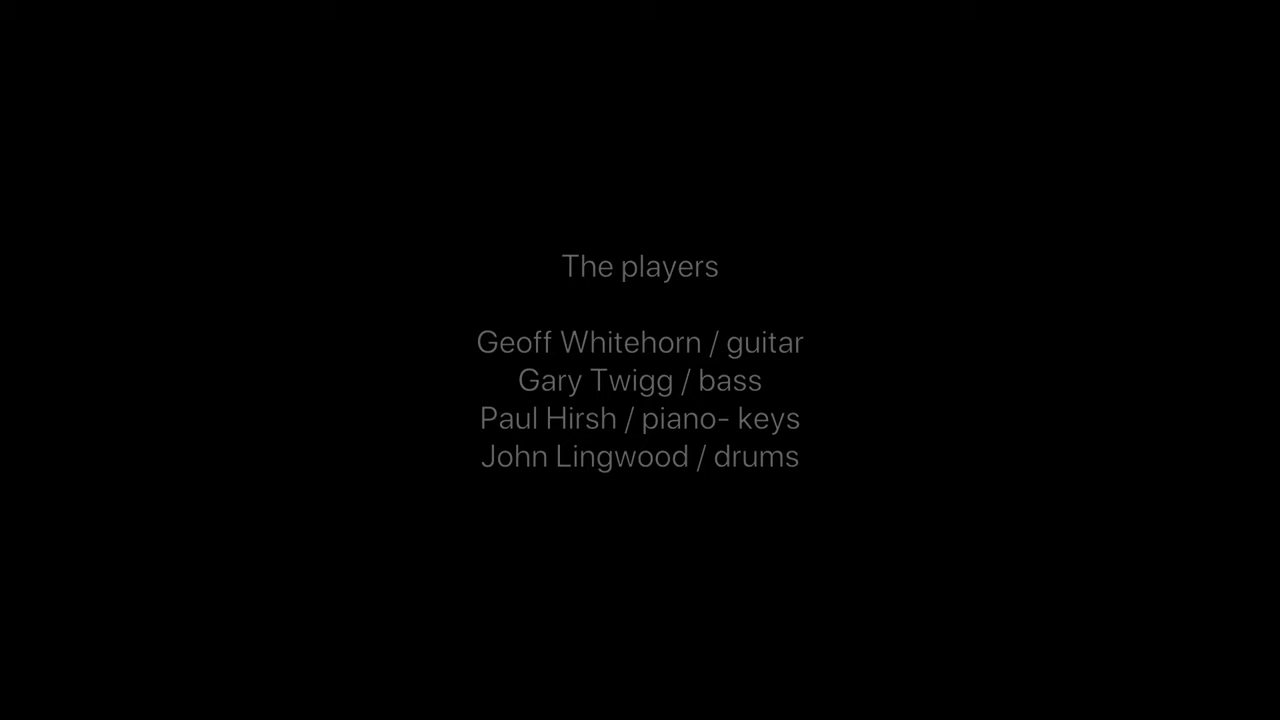 The players
Geoff Whitehorn / guitar
Gary Twigg / bass
Paul Hirsh / piano- keys
John Lingwood / drums